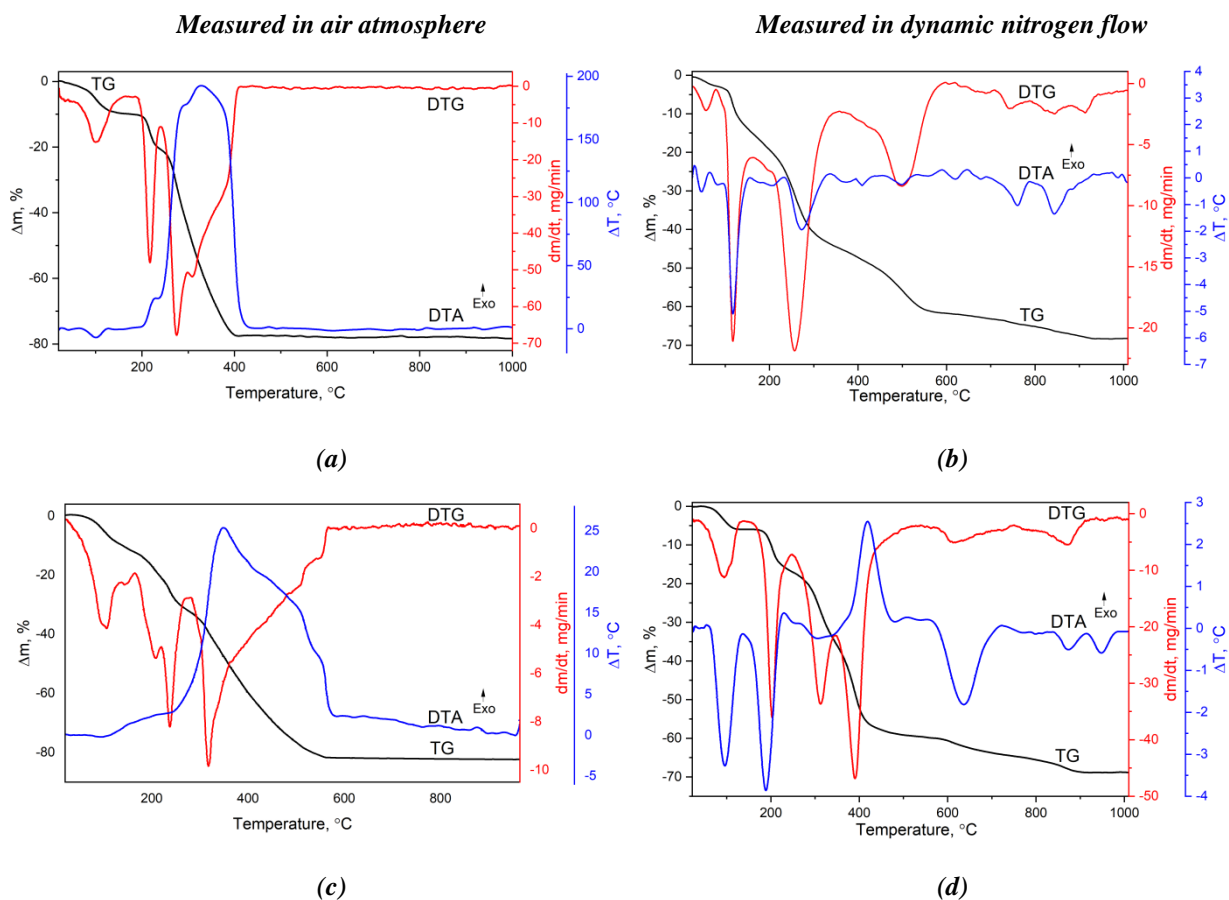 Measured in air atmosphere
Measured in dynamic nitrogen flow
TG
DTG
DTA
Exo
0
-20
-40
-60
-80
Δm, %
200
400
600
800
1000
Temperature, °C
0
-10
-20
-30
-40
-50
-60
-70
dm/dt, mg/min
200
150
100
50
0
ΔT, °C
(a)
DTG
Exo
DTA
TG
0
-10
-20
-30
-40
-50
-60
-70
Δm, %
200
400
600
800
1000
Temperature, °C
0
-5
-10
-15
-20
dm/dt, mg/min
4
3
2
1
0
-1
-2
-3
-4
-5
-6
-7
ΔT, °C
(b)
DTG
Exo
DTA
TG
0
-20
-40
-60
-80
Δm, %
200
400
600
800
Temperature, °C
0
-2
-4
-6
-8
-10
dm/dt, mg/min
25
20
15
10
5
0
-5
ΔT, °C
(c)
DTG
Exo
DTA
TG
0
-10
-20
-30
-40
-50
-60
-70
Δm, %
200
400
600
800
1000
Temperature, °C
0
-10
-20
-30
-40
-50
dm/dt, mg/min
3
2
1
0
-1
-2
-3
-4
ΔT, °C
(d)